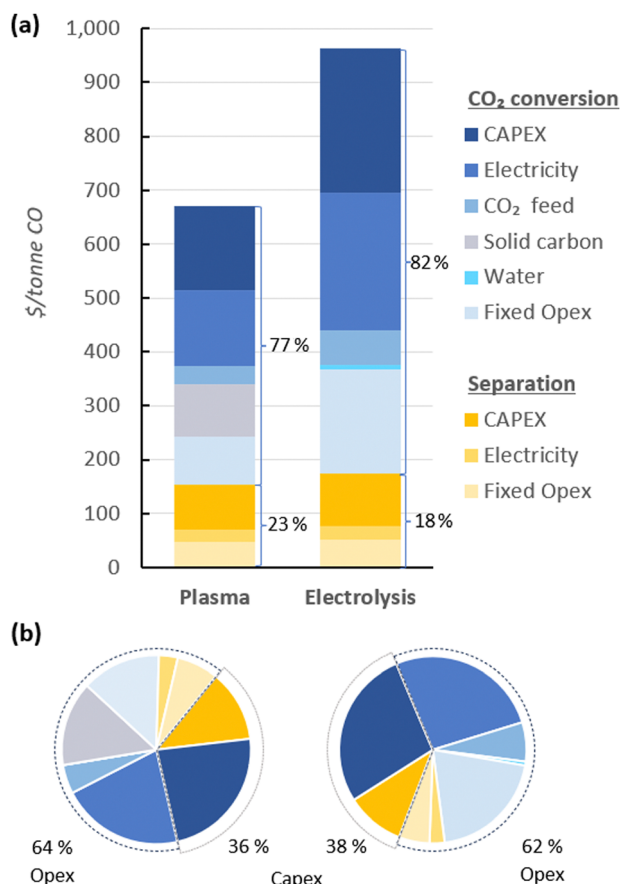 (a)
$/tonne CO
1,000
900
800
700
600
500
400
300
200
100
0
77 %
23 %
82 %
18 %
Plasma
Electrolysis
CO₂ conversion
CAPEX
Electricity
CO₂ feed
Solid carbon
Water
Fixed Opex
Separation
CAPEX
Electricity
Fixed Opex
(b)
64 %
Opex
36 %
Capex
38 %
62 %
Opex